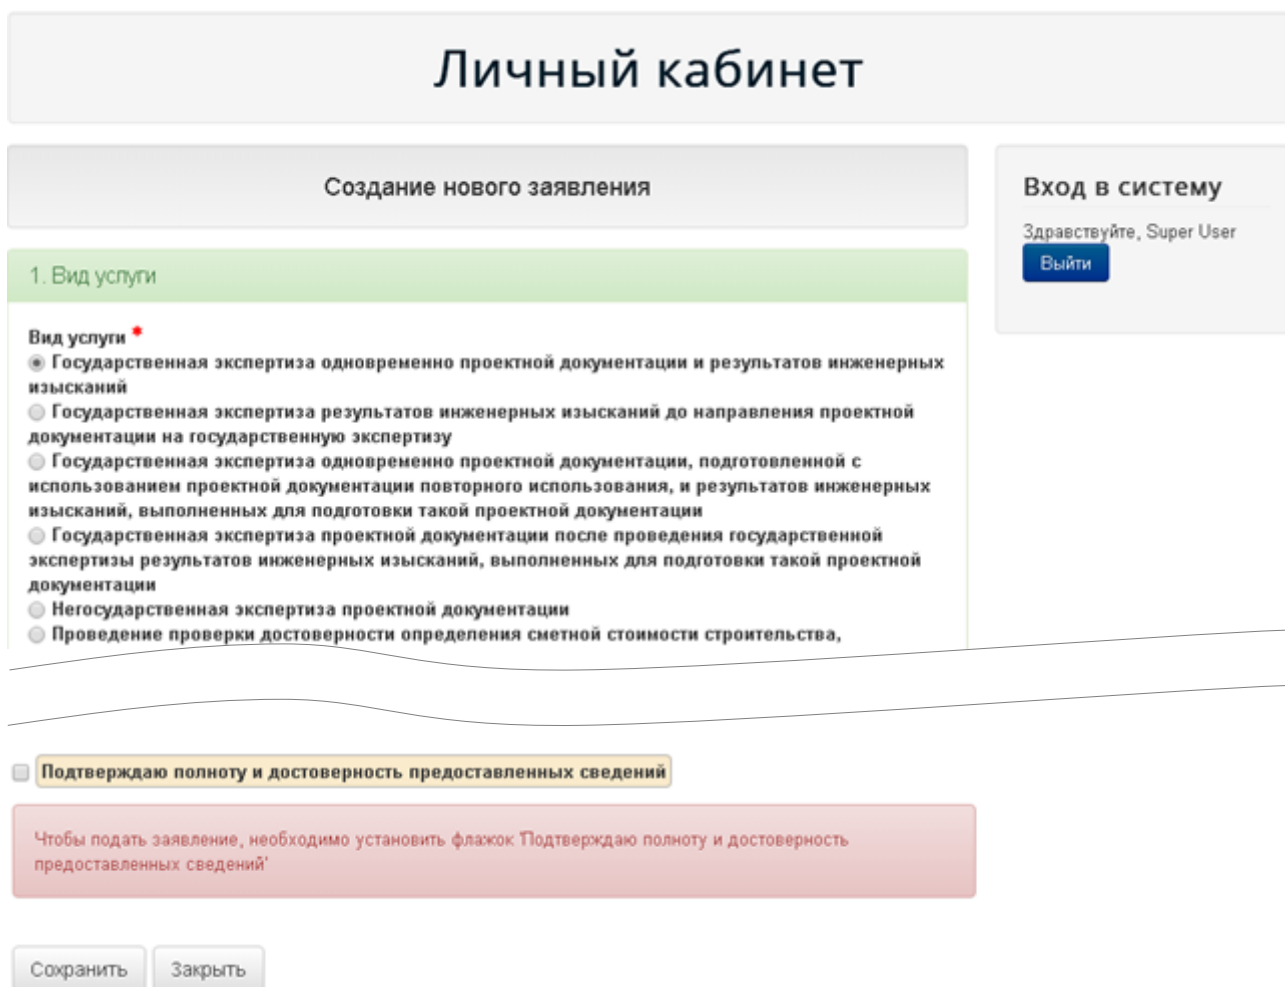 Личный кабинет
Создание нового заявления
Вход в систему
Здравствуйте, Super User
Выйти
1. Вид услуги
Вид услуги *
Государственная экспертиза одновременно проектной документации и результатов инженерных
изысканий
Государственная экспертиза результатов инженерных изысканий до направления проектной
документации на государственную экспертизу
Государственная экспертиза одновременно проектной документации, подготовленной с
использованием проектной документации повторного использования, и результатов инженерных
изысканий, выполненных для подготовки такой проектной документации
Государственная экспертиза проектной документации после проведения государственной
экспертизы результатов инженерных изысканий, выполненных для подготовки такой проектной
документации
Негосударственная экспертиза проектной документации
Проведение проверки достоверности определения сметной стоимости строительства,
Подтверждаю полноту и достоверность предоставленных сведений
Чтобы подать заявление, необходимо установить флажок 'Подтверждаю полноту и достоверность
предоставленных сведений'
Сохранить
Закрыть